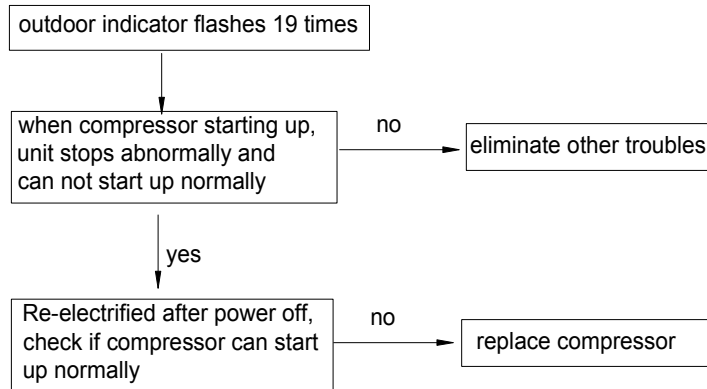 outdoor indicator flashes 19 times
when compressor starting up,
unit stops abnormally and
can not start up normally
no
eliminate other troubles
yes
Re-electrified after power off,
check if compressor can start
up normally
no
replace compressor